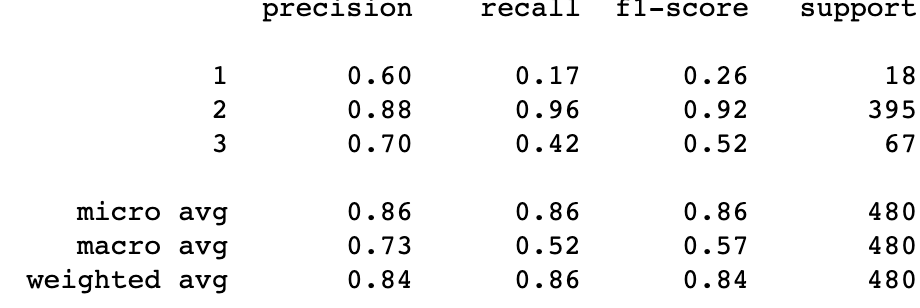 precision recall f1-score support
1 0.60 0.17 0.26 18
2 0.88 0.96 0.92 395
3 0.70 0.42 0.52 67
micro avg 0.86 0.86 0.86 480
macro avg 0.73 0.52 0.57 480
weighted avg 0.84 0.86 0.84 480